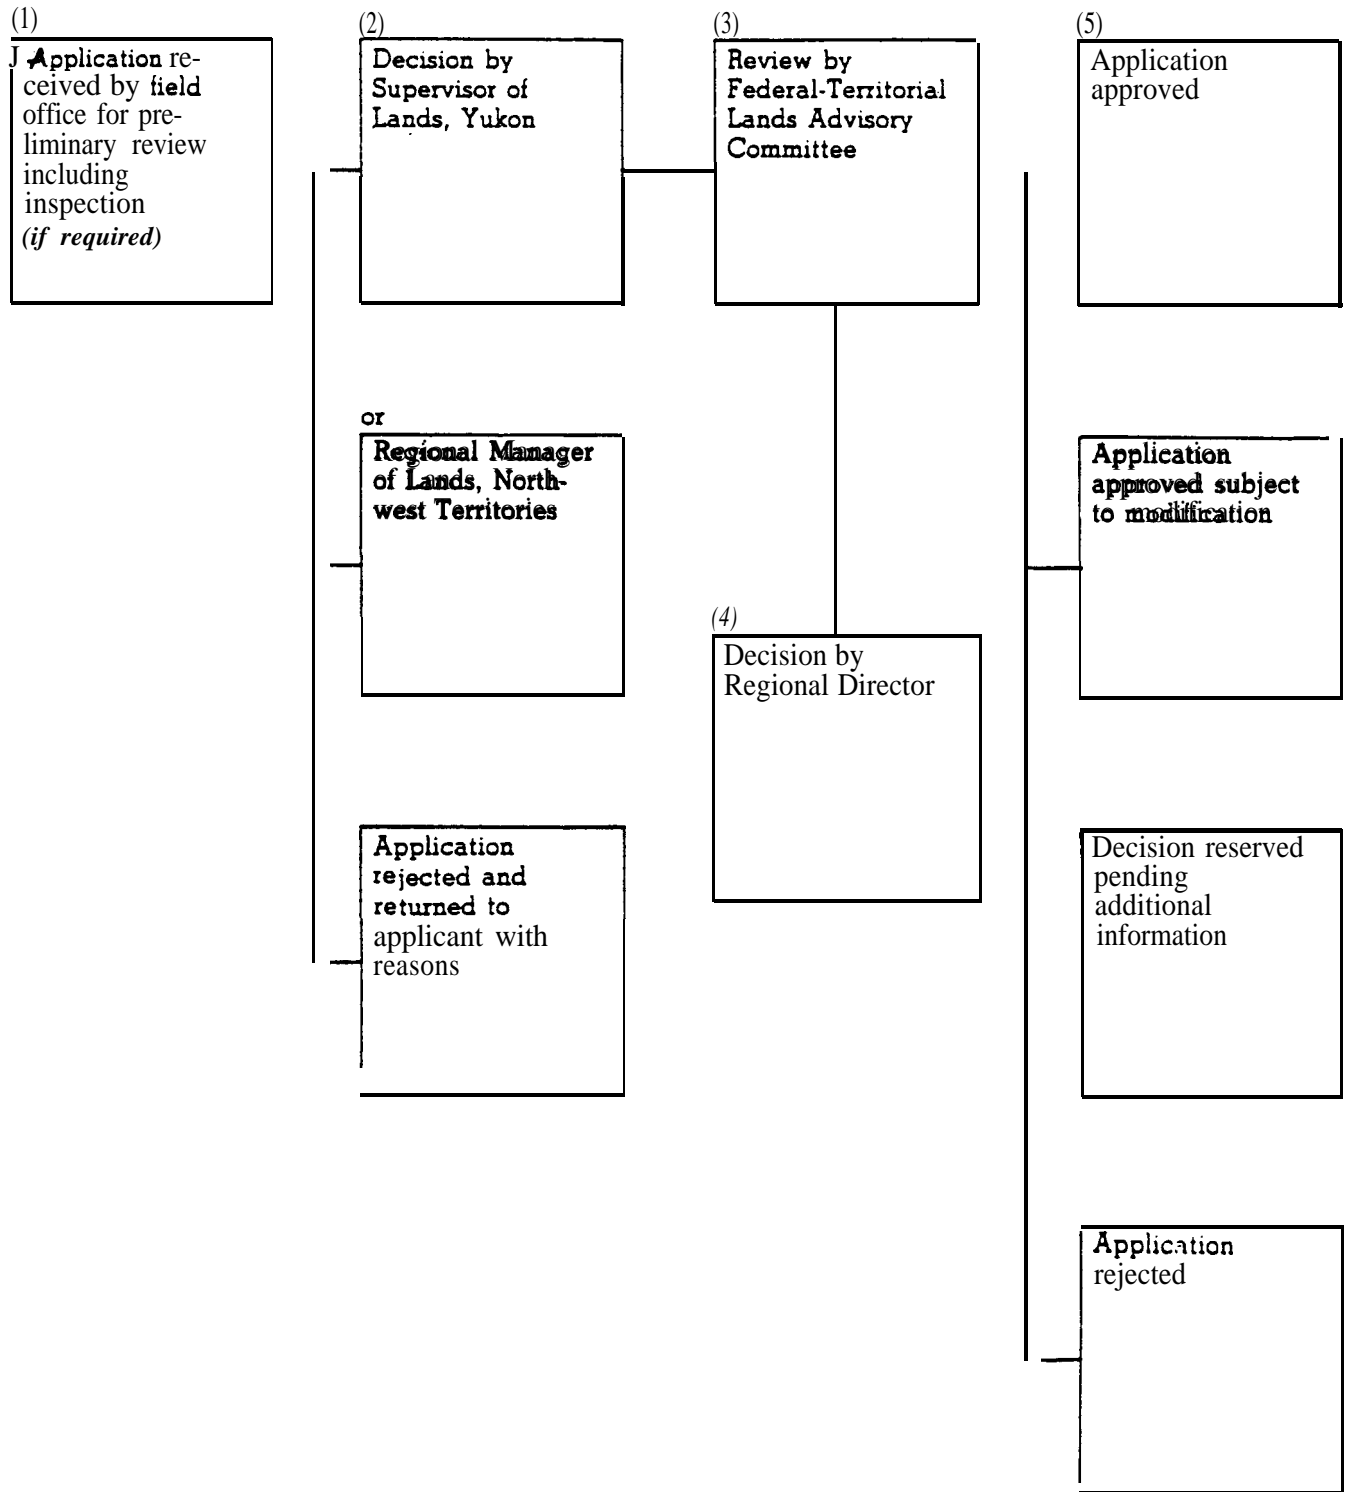 (1)
J Application re-
ceived by field
office for pre-
liminary review
including
inspection
(if required)
(2)
Decision by
Supervisor of
Lands, Yukon
or
Regional Manager
of Lands, North-
west Territories
Application
rejected and
returned to
applicant with
reasons
(3)
Review by
Federal-Territorial
Lands Advisory
Committee
(4)
Decision by
Regional Director
(5)
Application
approved
Application
approved subject
to modification
Decision reserved
pending
additional
information
Application
rejected